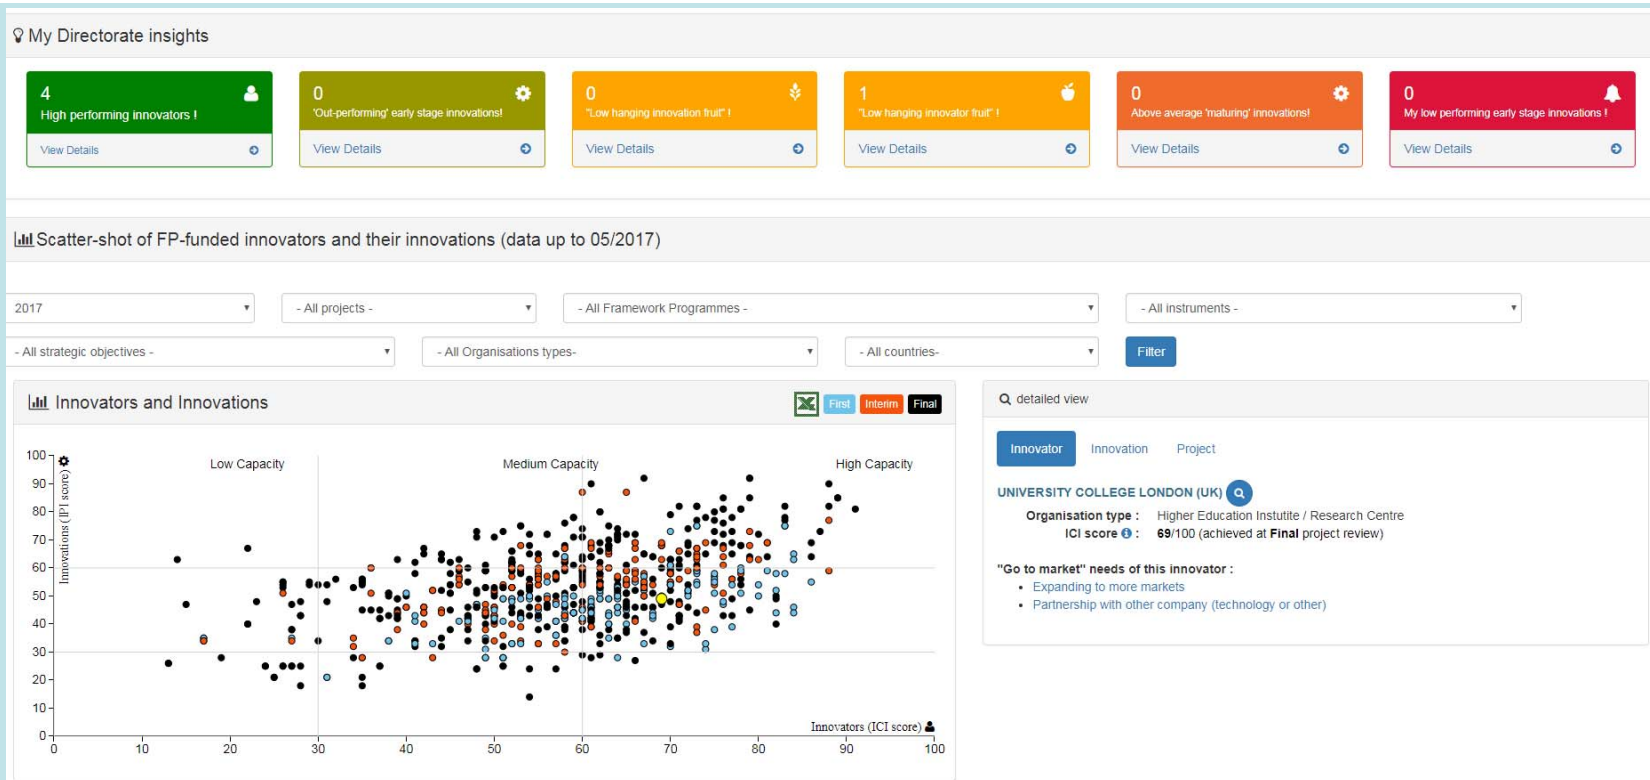 My Directorate insights
4
High performing innovators !
View Details
0
'Out-performing' early stage innovations!
View Details
0
"Low hanging innovation fruit" !
View Details
1
"Low hanging innovator fruit" !
View Details
0
Above average 'maturing' innovations!
View Details
0
My low performing early stage innovations !
View Details
Scatter-shot of FP-funded innovators and their innovations (data up to 05/2017)
2017
- All projects -
- All Framework Programmes -
- All instruments -
- All strategic objectives -
- All Organisations types-
- All countries-
Filter
Innovators and Innovations
First
Interim
Final
detailed view
Innovator
Innovation
Project
UNIVERSITY COLLEGE LONDON (UK)
Organisation type : Higher Education Instutite / Research Centre
ICI score : 69/100 (achieved at Final project review)
"Go to market" needs of this innovator :
Expanding to more markets
Partnership with other company (technology or other)
Low Capacity
Medium Capacity
High Capacity
Innovations (IPI score)
100
90
80
70
60
50
40
30
20
10
0
Innovators (ICI score)
0 10 20 30 40 50 60 70 80 90 100